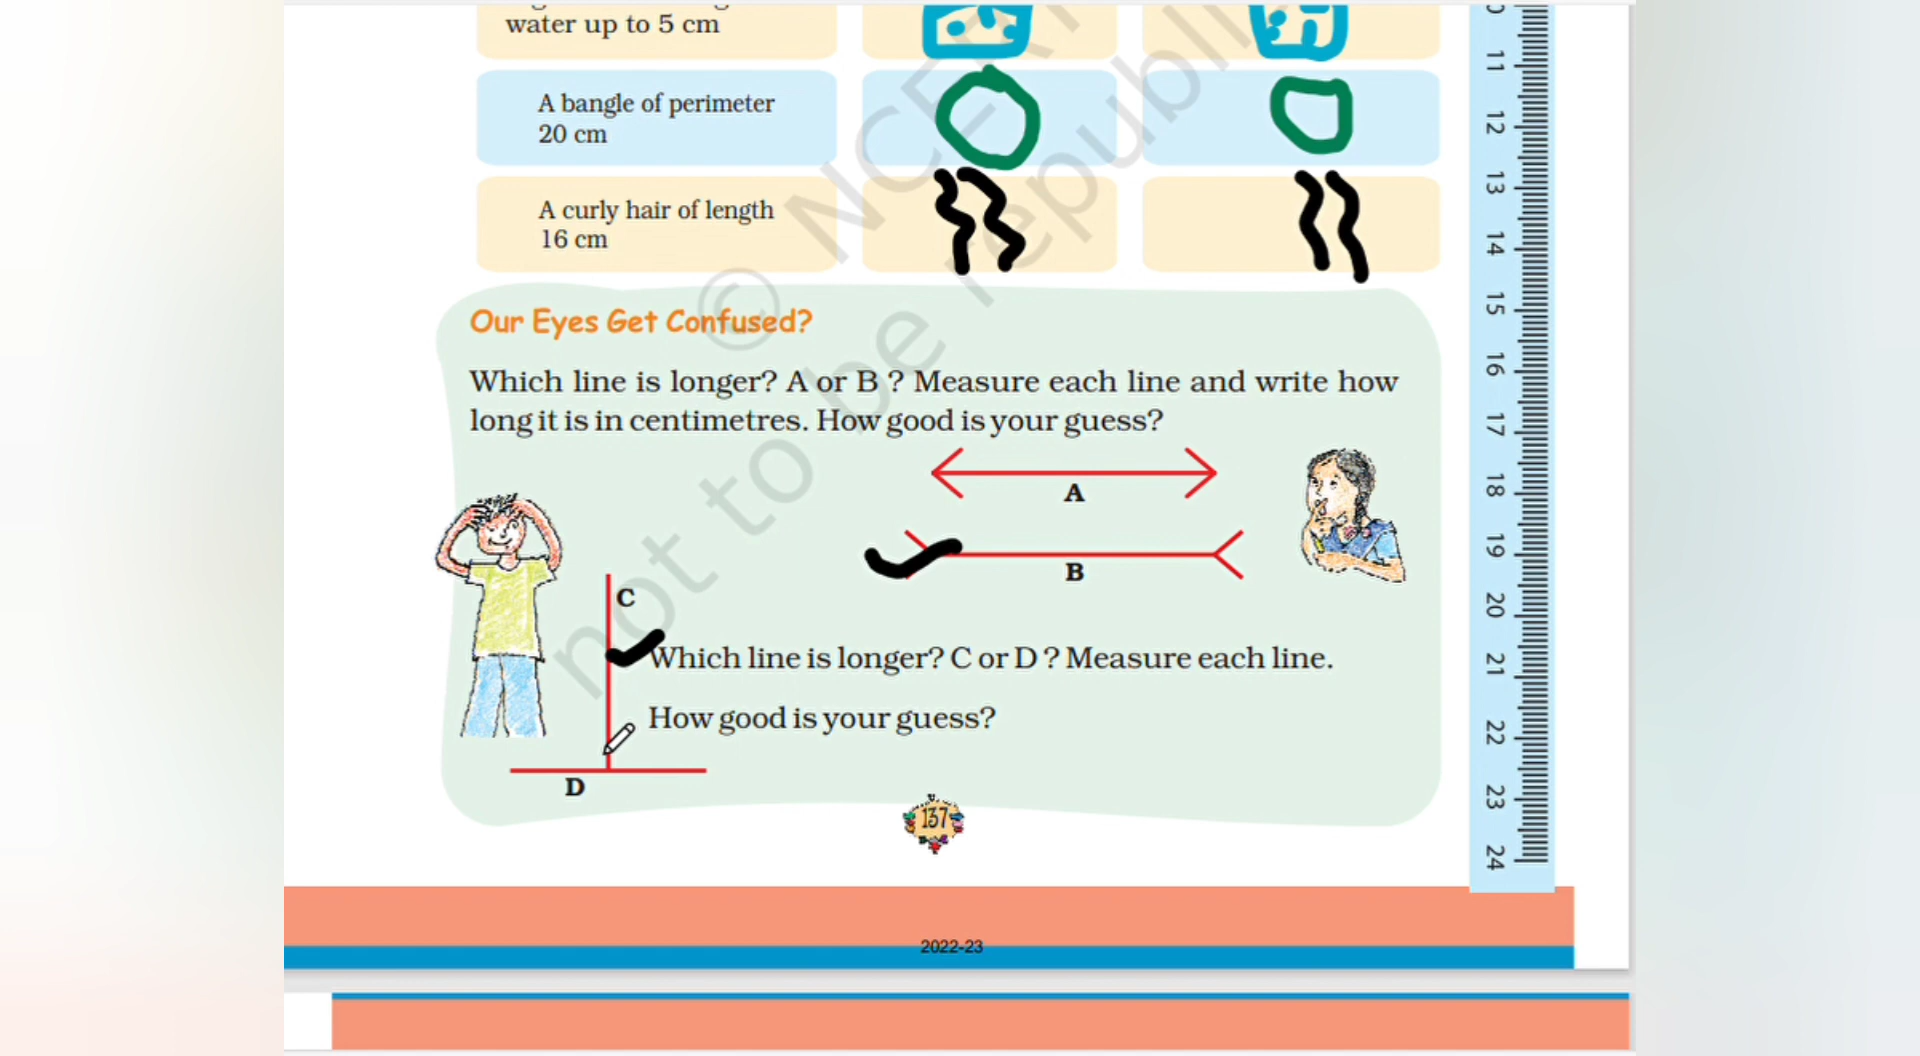 water up to 5 cm
A bangle of perimeter
20 cm
A curly hair of length
16 cm
Our Eyes Get Confused?
Which line is longer? A or B ? Measure each line and write how
long it is in centimetres. How good is your guess?
A
B
C
Which line is longer? C or D ? Measure each line.
How good is your guess?
D
137
11
12
13
14
15
16
17
18
19
20
21
22
23
24
2022-23
not to be republi